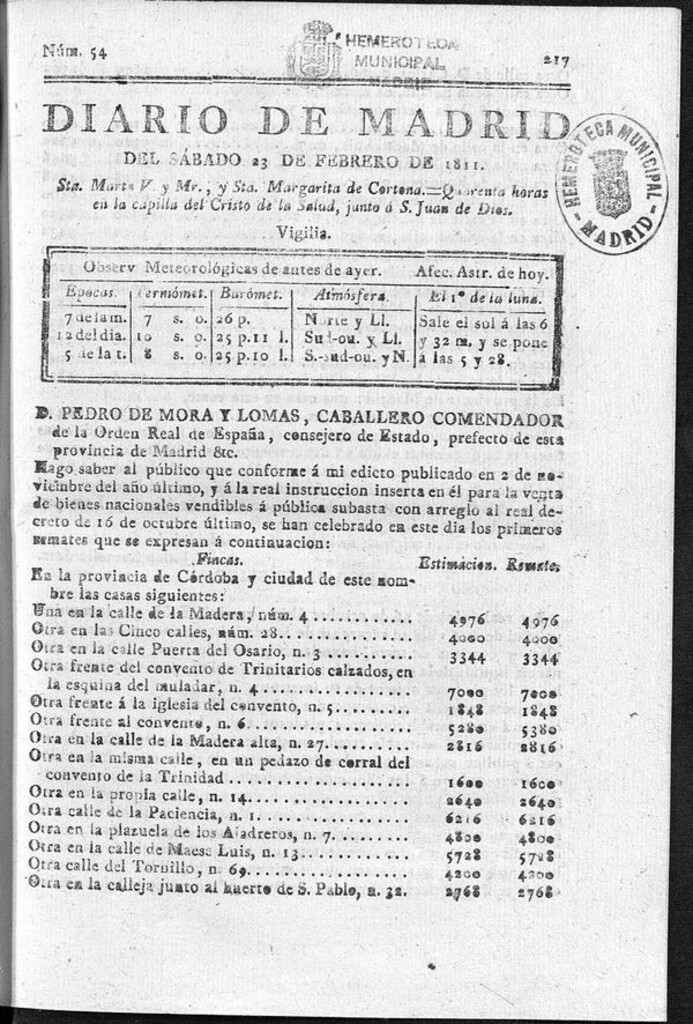 Núm. 54
217
HEMEROTECA
MUNICIPAL
MADRID
HEMEROTECA MUNICIPAL
MADRID
DIARIO DE MADRID
DEL SÁBADO 23 DE FEBRERO DE 1811.
Sta. Marta V. y Mr., y Sta. Margarita de Cortona.=Quarenta horas
en la capilla del Cristo de la Salud, junto á S. Juan de Dios.
Vigilia.
Observ Meteorológicas de antes de ayer. Afec. Astr. de hoy.
Epocas. Termómet. Barómet. Atmósfera. El 1º de la luna.
7 de la m. 7 s. o. 26 p. Norte y Ll. Sale el sol á las 6
12 del dia. 10 s. o. 25 p. 11 l. Sud-ou. y Ll. y 32 m. y se pone
5 de la t. 8 s. o. 25 p. 10 l. S.-sud-ou. y N. á las 5 y 28.
D. PEDRO DE MORA Y LOMAS, CABALLERO COMENDADOR
de la Orden Real de España, consejero de Estado, prefecto de esta
provincia de Madrid &c.
Hago saber al público que conforme á mi edicto publicado en 2 de no-
viembre del año último, y á la real instruccion inserta en él para la venta
de bienes nacionales vendibles á pública subasta con arreglo al real de-
creto de 16 de octubre último, se han celebrado en este dia los primeros
remates que se expresan á continuacion:
Fincas. Estimacion. Remate.
En la provincia de Córdoba y ciudad de este nom-
bre las casas siguientes:
Una en la calle de la Madera, núm. 4............ 4976 4976
Otra en las Cinco calles, núm. 28................ 4000 4000
Otra en la calle Puerta del Osario, n. 3............ 3344 3344
Otra frente del convento de Trinitarios calzados, en
la esquina del muladar, n. 4.................... 7000 7000
Otra frente á la iglesia del convento, n. 5......... 1848 1848
Otra frente al convento, n. 6.................... 5280 5380
Otra en la calle de la Madera alta, n. 27.......... 2816 2816
Otra en la misma calle, en un pedazo de corral del
convento de la Trinidad...................... 1600 1600
Otra en la propia calle, n. 14.................... 2640 2640
Otra calle de la Paciencia, n. 1................... 6216 6216
Otra en la plazuela de los Aladreros, n. 7......... 4800 4800
Otra en la calle de Maese Luis, n. 13.............. 5728 5728
Otra calle del Tornillo, n. 69.................... 4200 4200
Otra en la calleja junto al huerto de S. Pablo, n. 32. 2768 2768